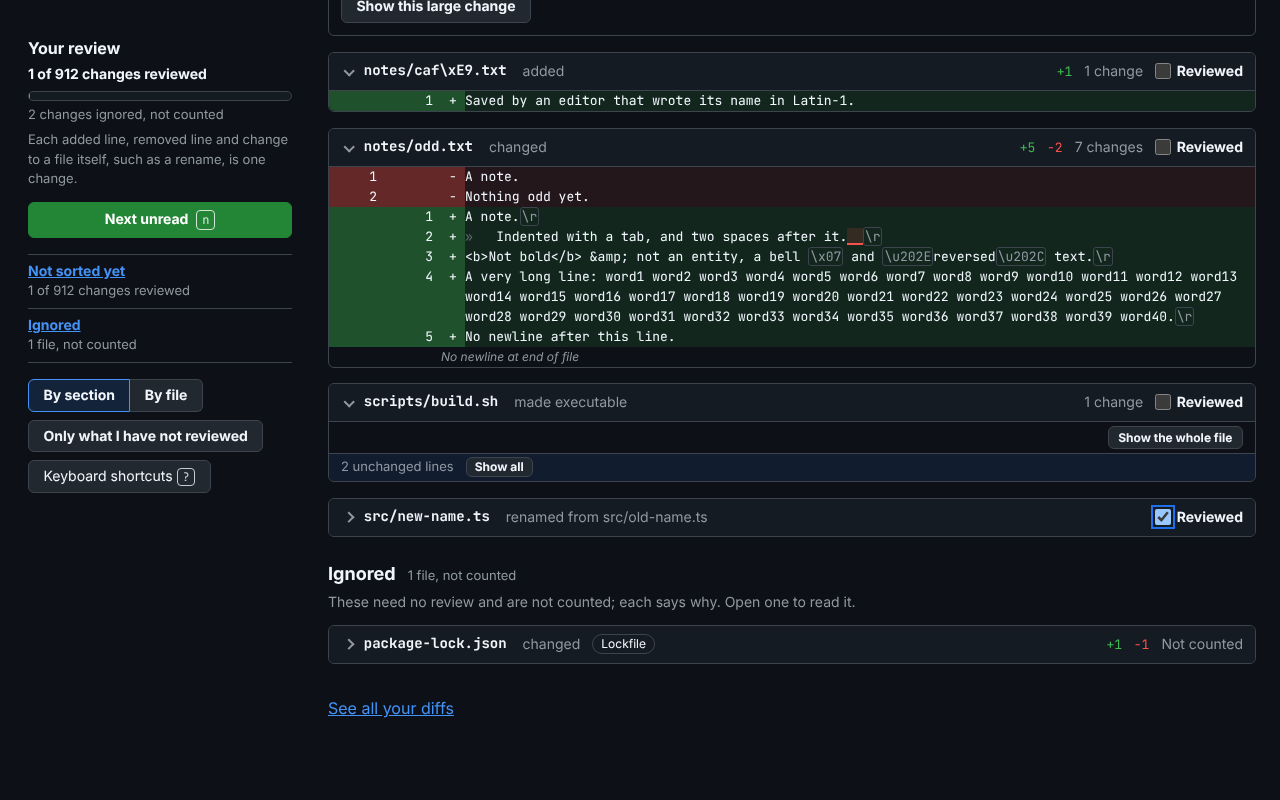 Show this large change
Your review
1 of 912 changes reviewed
2 changes ignored, not counted
Each added line, removed line and change
to a file itself, such as a rename, is one
change.
Next unread n
Not sorted yet
1 of 912 changes reviewed
Ignored
1 file, not counted
By section By file
Only what I have not reviewed
Keyboard shortcuts ?
notes/caf\xE9.txt added +1 1 change Reviewed
1 + Saved by an editor that wrote its name in Latin-1.
notes/odd.txt changed +5 -2 7 changes Reviewed
1 - A note.
2 - Nothing odd yet.
1 + A note.\r
2 + » Indented with a tab, and two spaces after it. \r
3 + <b>Not bold</b> &amp; not an entity, a bell \x07 and \u202Ereversed\u202C text.\r
4 + A very long line: word1 word2 word3 word4 word5 word6 word7 word8 word9 word10 word11 word12 word13
word14 word15 word16 word17 word18 word19 word20 word21 word22 word23 word24 word25 word26 word27
word28 word29 word30 word31 word32 word33 word34 word35 word36 word37 word38 word39 word40.\r
5 + No newline after this line.
No newline at end of file
scripts/build.sh made executable 1 change Reviewed
Show the whole file
2 unchanged lines Show all
src/new-name.ts renamed from src/old-name.ts Reviewed
Ignored 1 file, not counted
These need no review and are not counted; each says why. Open one to read it.
package-lock.json changed Lockfile +1 -1 Not counted
See all your diffs